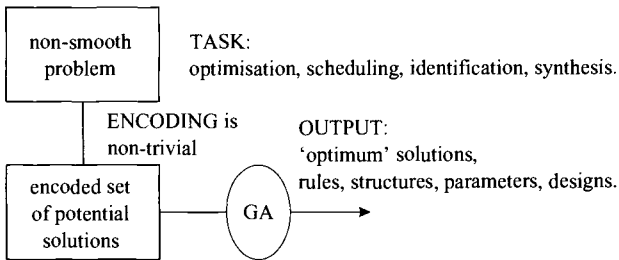 non-smooth
problem
TASK:
optimisation, scheduling, identification, synthesis.
ENCODING is
non-trivial
OUTPUT:
‘optimum’ solutions,
rules, structures, parameters, designs.
encoded set
of potential
solutions
GA